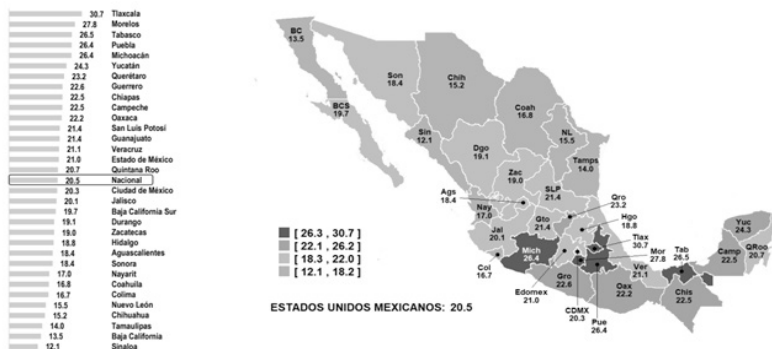 30.7 Tlaxcala
27.8 Morelos
26.5 Tabasco
26.4 Puebla
26.4 Michoacán
24.3 Yucatán
23.2 Querétaro
22.6 Guerrero
22.5 Chiapas
22.5 Campeche
22.2 Oaxaca
21.4 San Luis Potosí
21.4 Guanajuato
21.1 Veracruz
21.0 Estado de México
20.7 Quintana Roo
20.5 Nacional
20.3 Ciudad de México
20.1 Jalisco
19.7 Baja California Sur
19.1 Durango
19.0 Zacatecas
18.8 Hidalgo
18.4 Aguascalientes
18.4 Sonora
17.0 Nayarit
16.8 Coahuila
16.7 Colima
15.5 Nuevo León
15.2 Chihuahua
14.0 Tamaulipas
13.5 Baja California
12.1 Sinaloa
BC
13.5
Son
18.4
Chih
15.2
BCS
19.7
Coah
16.8
Sin
12.1
NL
15.5
Dgo
19.1
Tamps
14.0
Zac
19.0
SLP
21.4
Ags
18.4
Qro
23.2
Nay
17.0
Gto
21.4
Hgo
18.8
Jal
20.1
Tlax
30.7
Mich
26.4
Mor
27.8
Tab
26.5
Yuc
24.3
QRoo
20.7
Camp
22.5
Col
16.7
Ver
21.1
Gro
22.6
Oax
22.2
Chis
22.5
Edomex
21.0
CDMX
20.3
Pue
26.4
[ 26.3, 30.7 ]
[ 22.1, 26.2 ]
[ 18.3, 22.0 ]
[ 12.1, 18.2 ]
ESTADOS UNIDOS MEXICANOS: 20.5